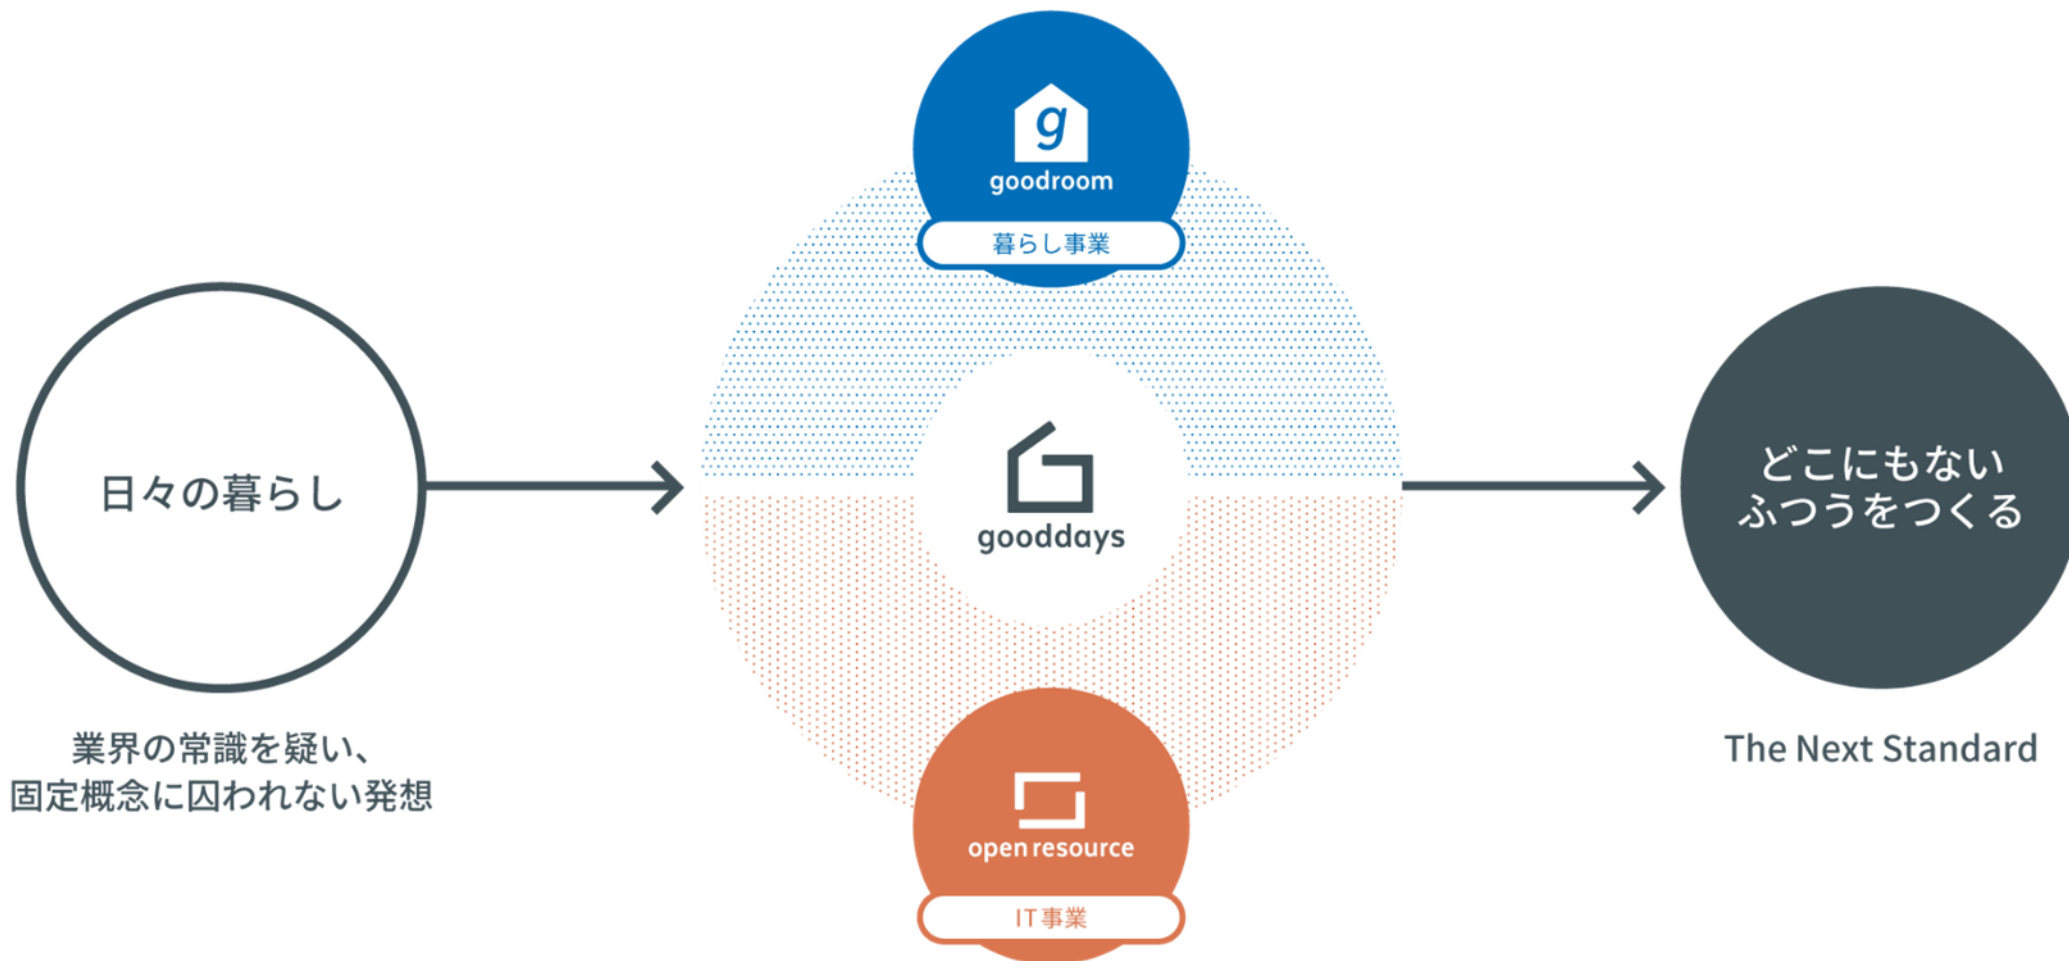 日々の暮らし
業界の常識を疑い、
固定概念に囚われない発想
g
goodroom
暮らし事業
gooddays
open resource
IT事業
どこにもない
ふつうをつくる
The Next Standard